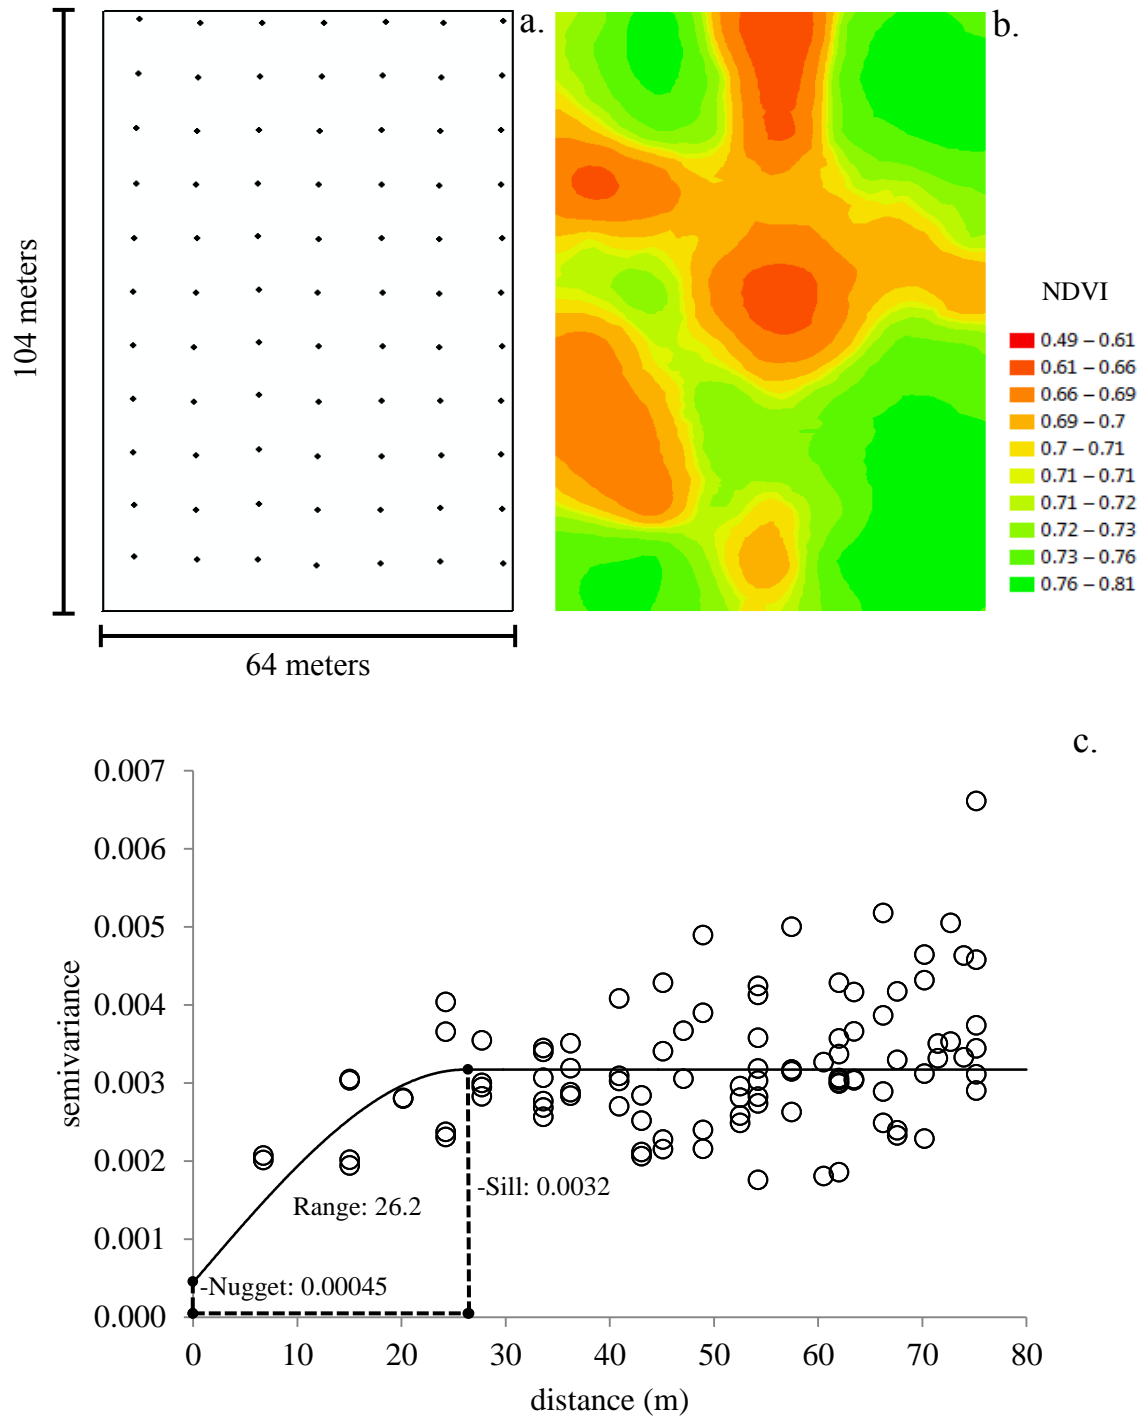 a.
b.
104 meters
64 meters
NDVI
0.49 – 0.61
0.61 – 0.66
0.66 – 0.69
0.69 – 0.7
0.7 – 0.71
0.71 – 0.71
0.71 – 0.72
0.72 – 0.73
0.73 – 0.76
0.76 – 0.81
c.
0.007
0.006
0.005
0.004
0.003
0.002
0.001
0.000
semivariance
-Sill: 0.0032
Range: 26.2
-Nugget: 0.00045
0 10 20 30 40 50 60 70 80
distance (m)